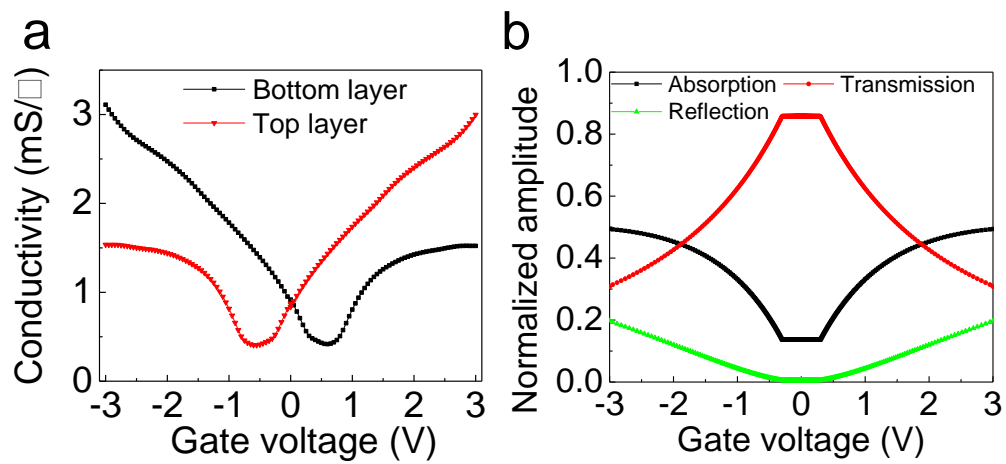 a
Conductivity (mS/□)
3
2
1
0
Bottom layer
Top layer
-3 -2 -1 0 1 2 3
Gate voltage (V)
b
Normalized amplitude
1.0
0.8
0.6
0.4
0.2
0.0
Absorption Transmission
Reflection
-3 -2 -1 0 1 2 3
Gate voltage (V)